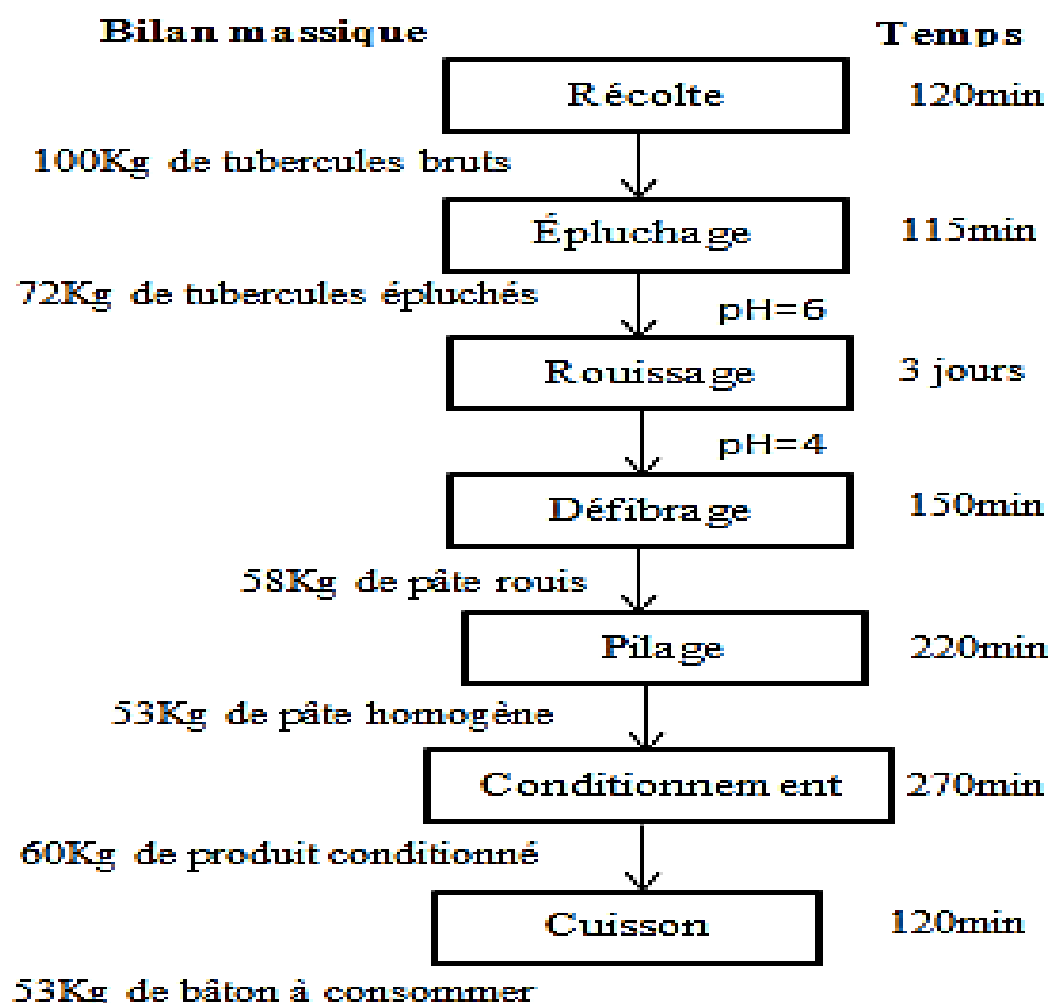 Bilan massique Temps
Récolte 120min
100Kg de tubercules bruts
Épluchage 115min
72Kg de tubercules épluchés
pH=6
Rouissage 3 jours
pH=4
Défibrage 150min
58Kg de pâte rouis
Pilage 220min
53Kg de pâte homogène
Conditionnement 270min
60Kg de produit conditionné
Cuisson 120min
53Kg de bâton à consommer